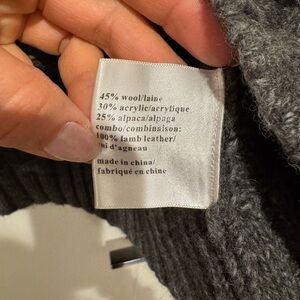 45% wool/laine
30% acrylic/acrylique
25% alpaca/alpaga
combo/combinaison:
100% lamb leather/
d'agneau
made in china/
fabriqué en chine